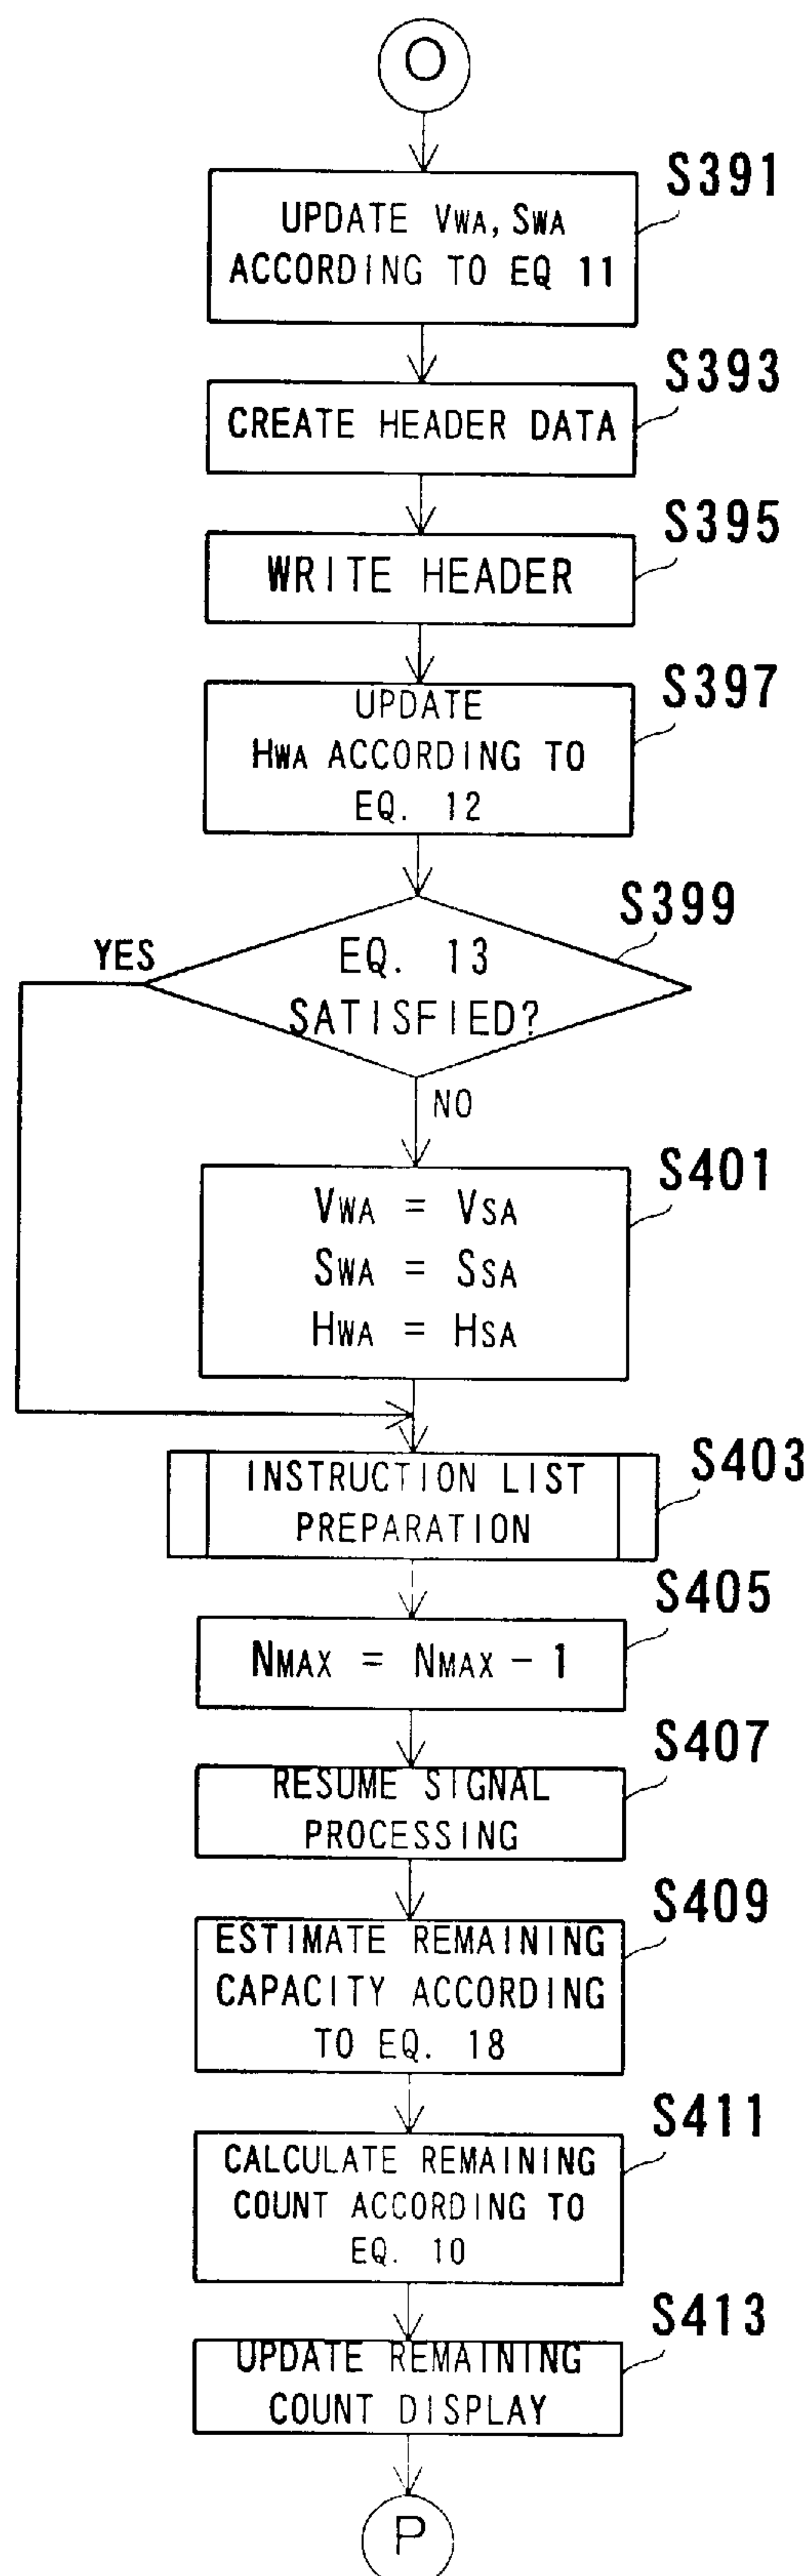 O
S391
UPDATE VWA, SWA
ACCORDING TO EQ 11
S393
CREATE HEADER DATA
S395
WRITE HEADER
S397
UPDATE
HWA ACCORDING TO
EQ. 12
S399
YES
EQ. 13
SATISFIED?
NO
S401
VWA = VSA
SWA = SSA
HWA = HSA
S403
INSTRUCTION LIST
PREPARATION
S405
NMAX = NMAX - 1
S407
RESUME SIGNAL
PROCESSING
S409
ESTIMATE REMAINING
CAPACITY ACCORDING
TO EQ. 18
S411
CALCULATE REMAINING
COUNT ACCORDING TO
EQ. 10
S413
UPDATE REMAINING
COUNT DISPLAY
P